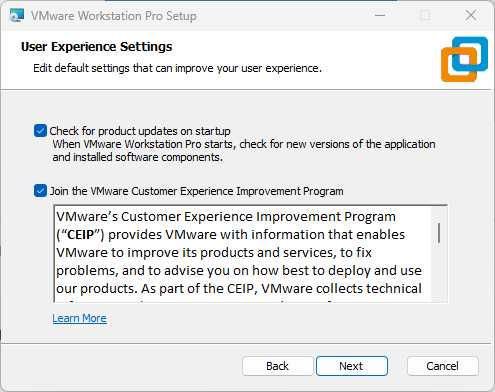 VMware Workstation Pro Setup
User Experience Settings
Edit default settings that can improve your user experience.
Check for product updates on startup
When VMware Workstation Pro starts, check for new versions of the application
and installed software components.
Join the VMware Customer Experience Improvement Program
VMware’s Customer Experience Improvement Program
(“CEIP”) provides VMware with information that enables
VMware to improve its products and services, to fix
problems, and to advise you on how best to deploy and use
our products. As part of the CEIP, VMware collects technical
Learn More
Back
Next
Cancel